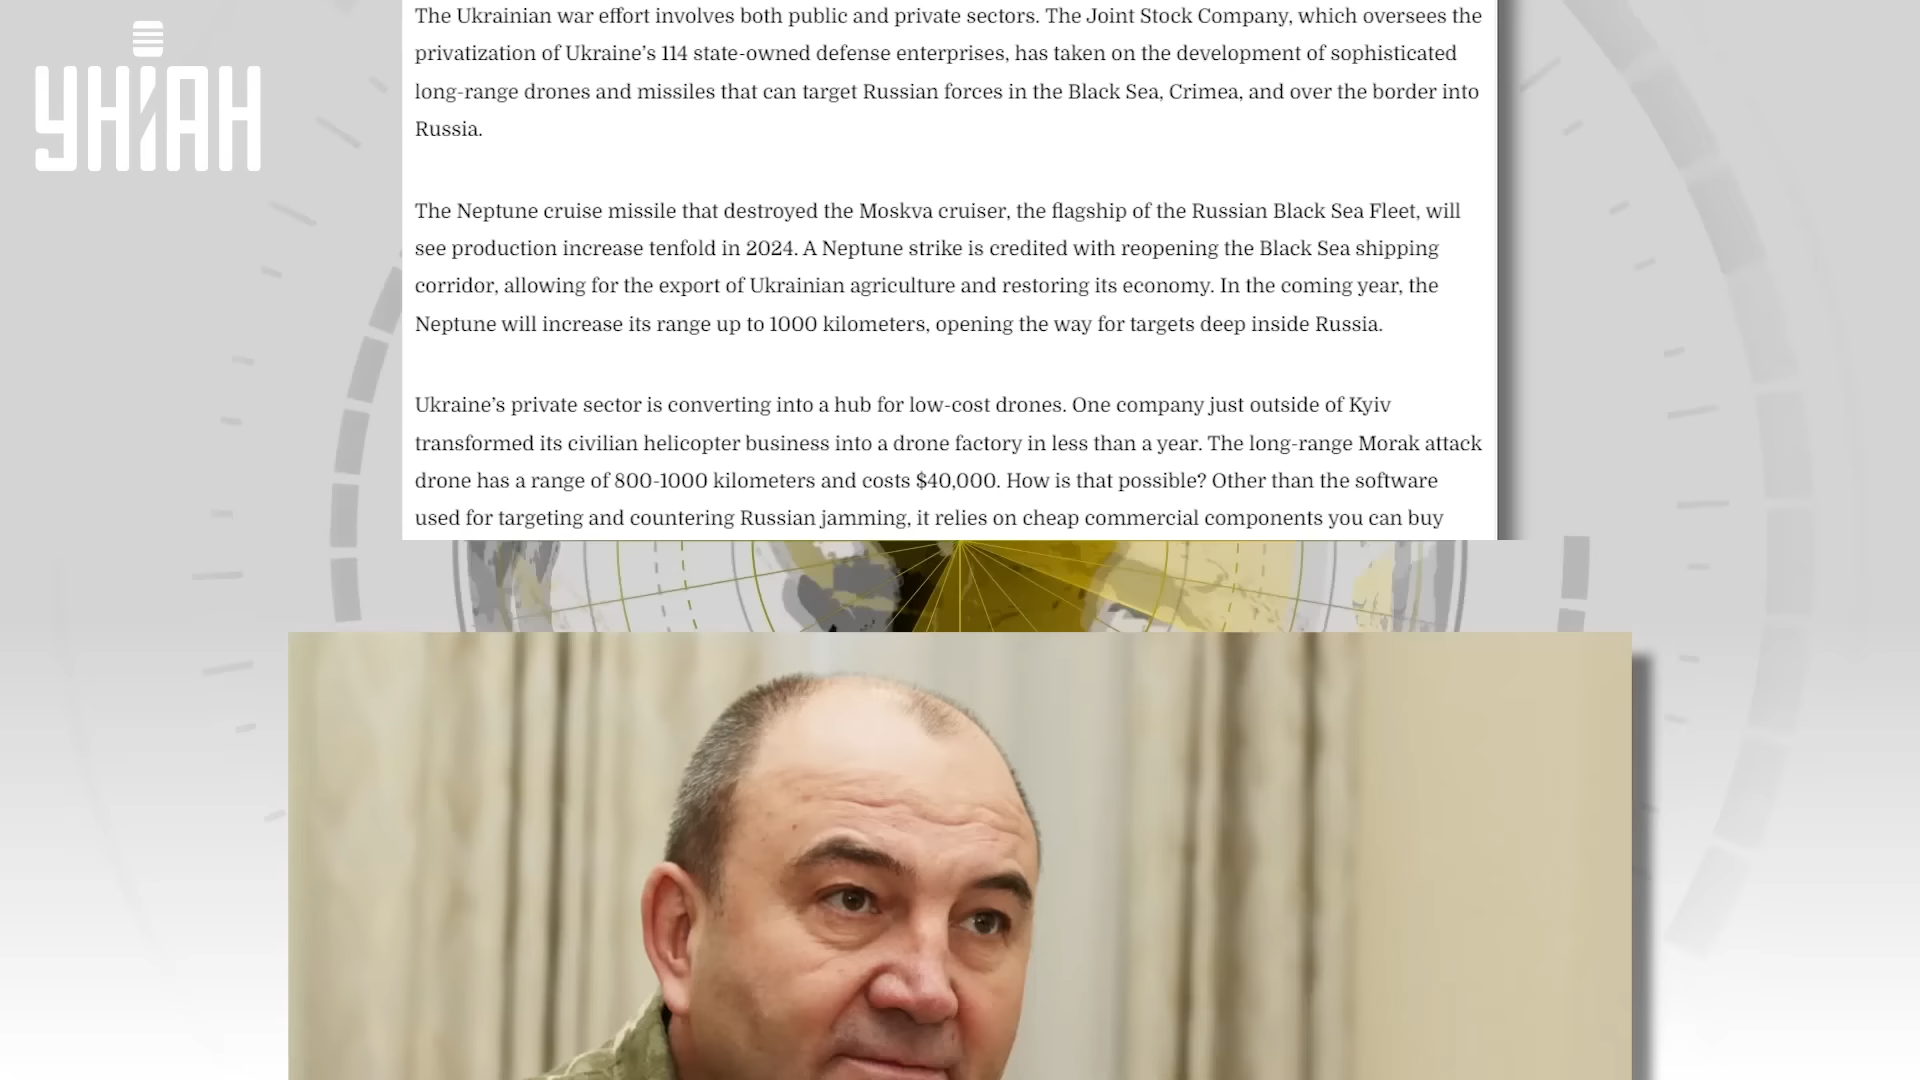 УНІАН
The Ukrainian war effort involves both public and private sectors. The Joint Stock Company, which oversees the
privatization of Ukraine’s 114 state-owned defense enterprises, has taken on the development of sophisticated
long-range drones and missiles that can target Russian forces in the Black Sea, Crimea, and over the border into
Russia.
The Neptune cruise missile that destroyed the Moskva cruiser, the flagship of the Russian Black Sea Fleet, will
see production increase tenfold in 2024. A Neptune strike is credited with reopening the Black Sea shipping
corridor, allowing for the export of Ukrainian agriculture and restoring its economy. In the coming year, the
Neptune will increase its range up to 1000 kilometers, opening the way for targets deep inside Russia.
Ukraine’s private sector is converting into a hub for low-cost drones. One company just outside of Kyiv
transformed its civilian helicopter business into a drone factory in less than a year. The long-range Morak attack
drone has a range of 800-1000 kilometers and costs $40,000. How is that possible? Other than the software
used for targeting and countering Russian jamming, it relies on cheap commercial components you can buy